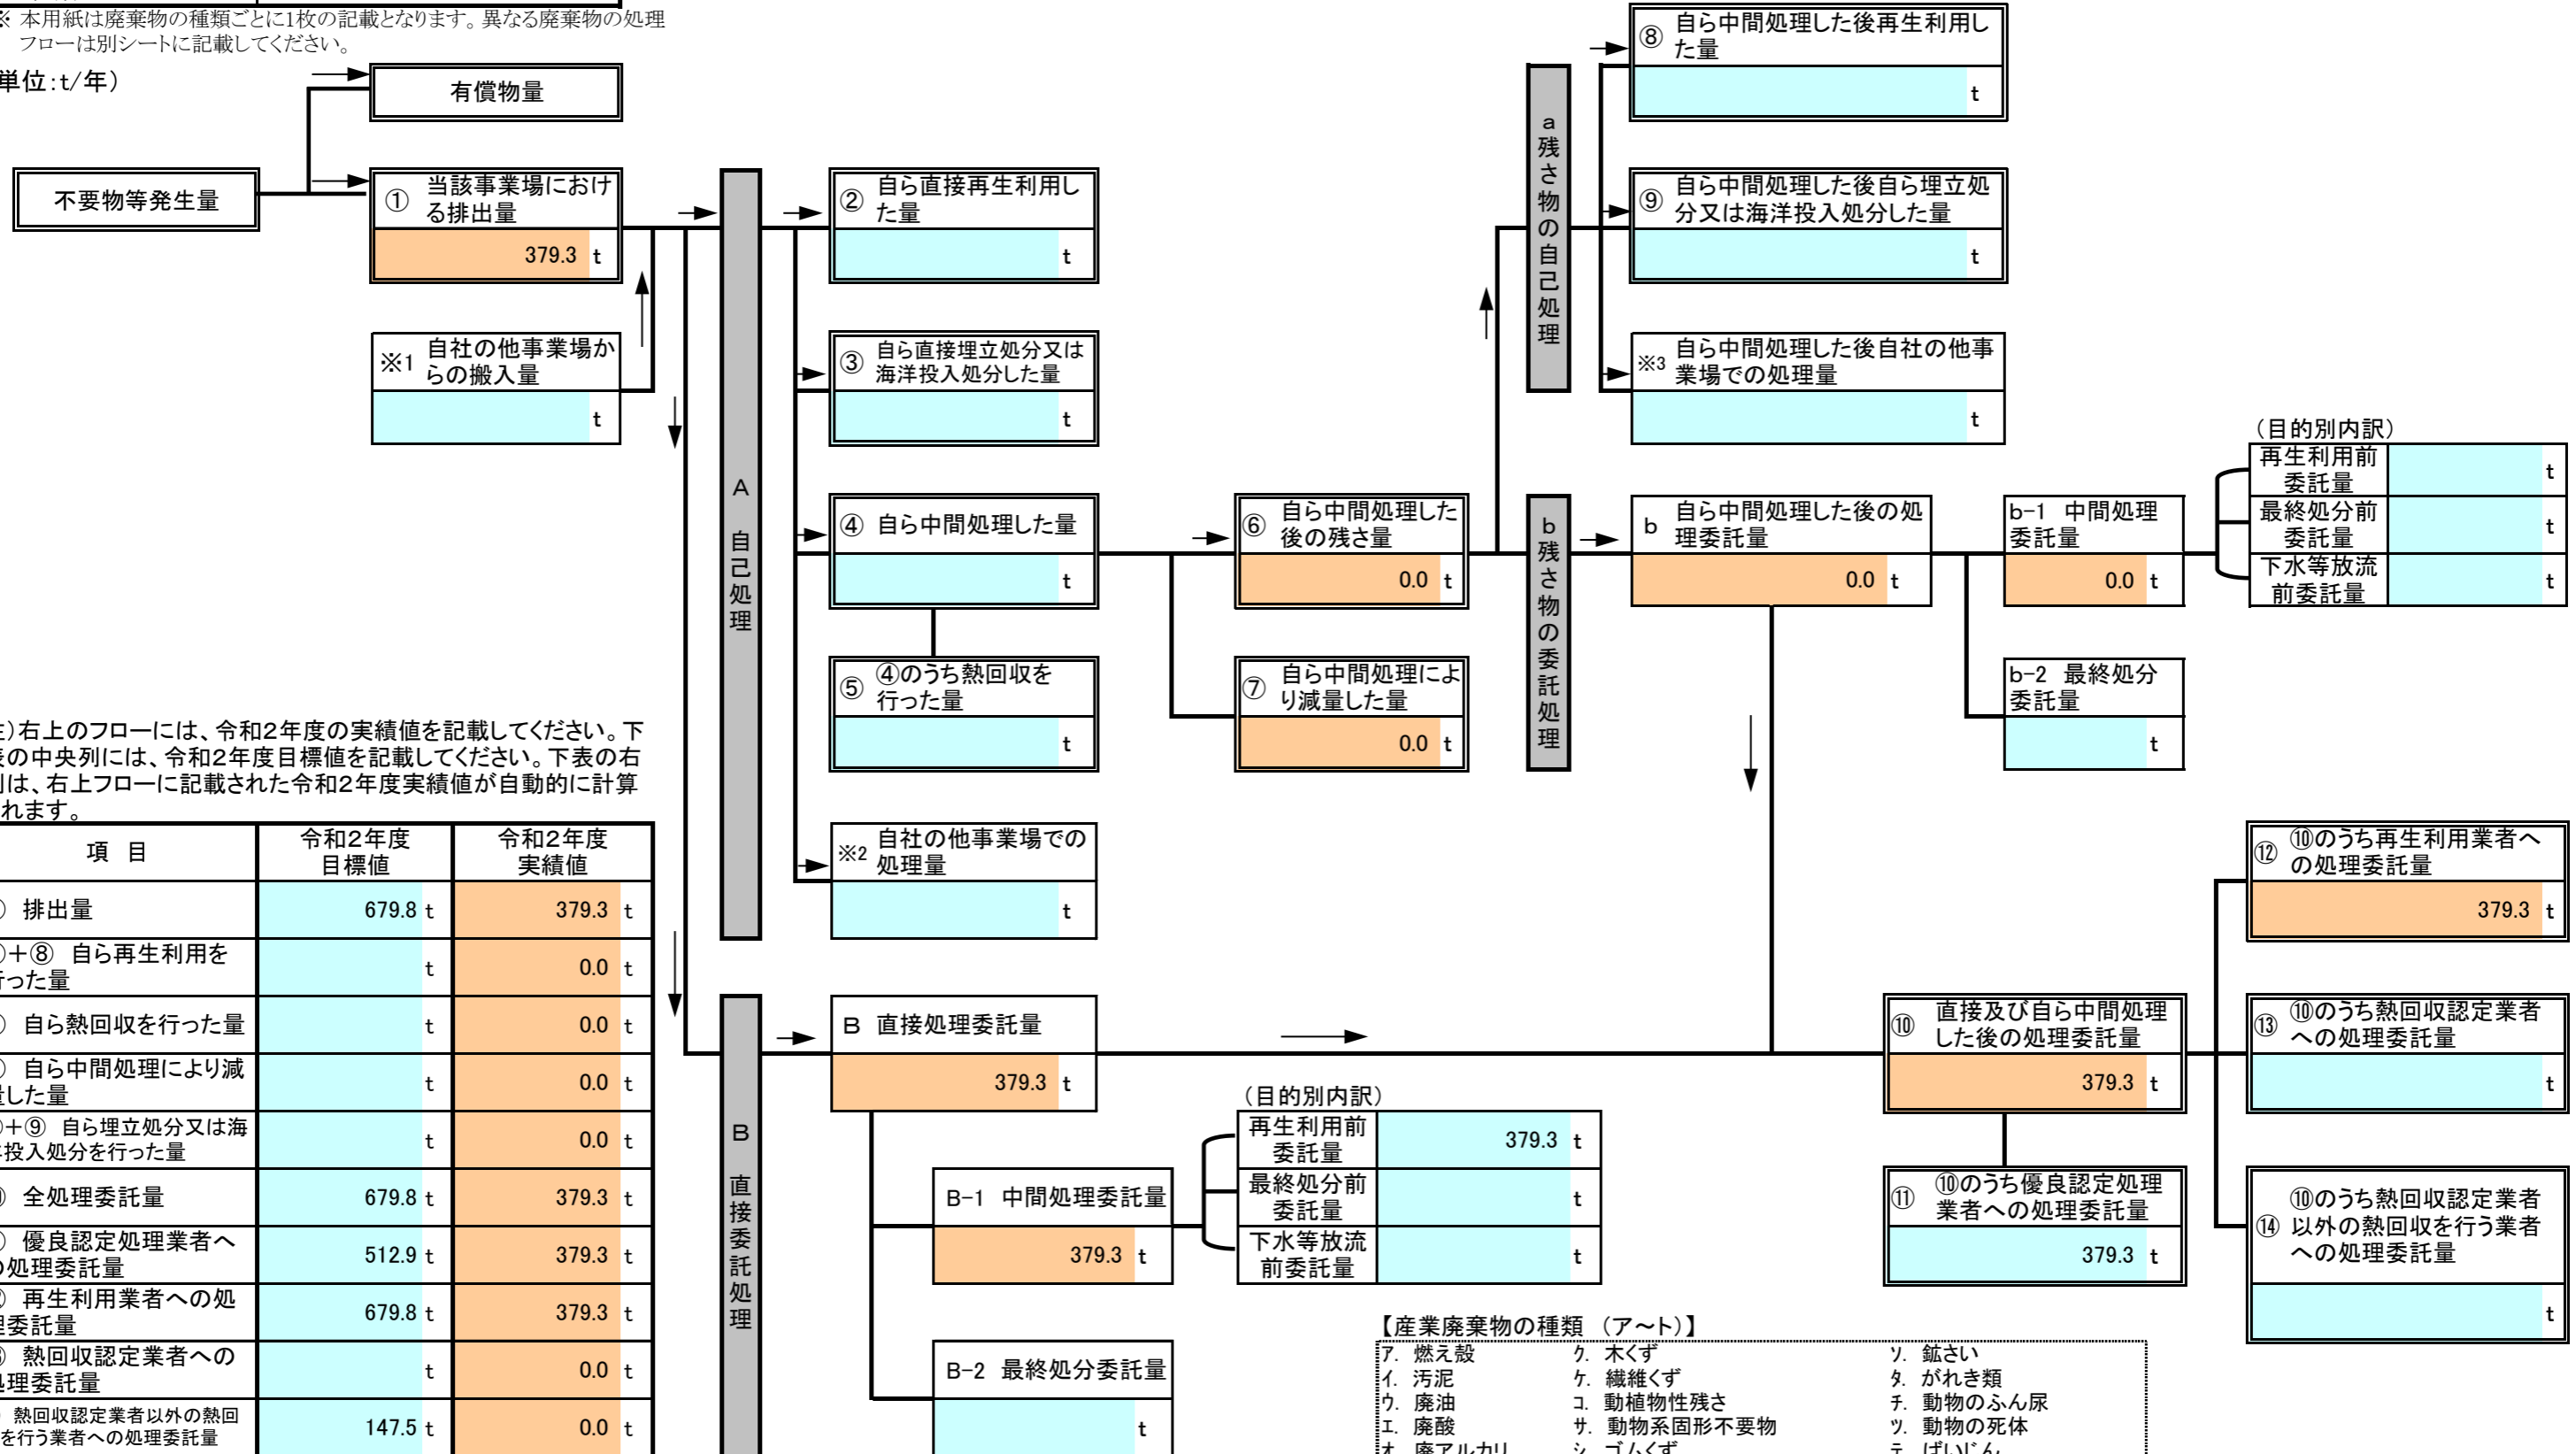 ※ 本用紙は廃棄物の種類ごとに1枚の記載となります。異なる廃棄物の処理
フローは別シートに記載してください。
単位:t/年)
有償物量
不要物等発生量
① 当該事業場におけ
る排出量
379.3 t
※1 自社の他事業場か
らの搬入量
t
A 自己処理
② 自ら直接再生利用し
た量
t
③ 自ら直接埋立処分又は
海洋投入処分した量
t
④ 自ら中間処理した量
t
⑤ ④のうち熱回収を
行った量
t
※2 自社の他事業場での
処理量
t
⑥ 自ら中間処理した
後の残さ量
0.0 t
⑦ 自ら中間処理によ
り減量した量
0.0 t
a残さ物の自己処理
⑧ 自ら中間処理した後再生利用し
た量
t
⑨ 自ら中間処理した後自ら埋立処
分又は海洋投入処分した量
t
※3 自ら中間処理した後自社の他事
業場での処理量
t
b残さ物の委託処理
b 自ら中間処理した後の処
理委託量
0.0 t
b-1 中間処理
委託量
0.0 t
(目的別内訳)
再生利用前
委託量 t
最終処分前
委託量 t
下水等放流
前委託量 t
b-2 最終処分
委託量
t
)右上のフローには、令和2年度の実績値を記載してください。下
の中央列には、令和2年度目標値を記載してください。下表の右
は、右上フローに記載された令和2年度実績値が自動的に計算
れます。
項 目 令和2年度
目標値 令和2年度
実績値
排出量 679.8 t 379.3 t
+⑧ 自ら再生利用を
った量 t 0.0 t
自ら熱回収を行った量 t 0.0 t
自ら中間処理により減
した量 t 0.0 t
+⑨ 自ら埋立処分又は海
投入処分を行った量 t 0.0 t
全処理委託量 679.8 t 379.3 t
優良認定処理業者へ
処理委託量 512.9 t 379.3 t
再生利用業者への処
委託量 679.8 t 379.3 t
熱回収認定業者への
理委託量 t 0.0 t
熱回収認定業者以外の熱回
を行う業者への処理委託量 147.5 t 0.0 t
B 直接委託処理
B 直接処理委託量
379.3 t
B-1 中間処理委託量
379.3 t
(目的別内訳)
再生利用前
委託量 379.3 t
最終処分前
委託量 t
下水等放流
前委託量 t
B-2 最終処分委託量
t
⑩ 直接及び自ら中間処理
した後の処理委託量
379.3 t
⑪ ⑩のうち優良認定処理
業者への処理委託量
379.3 t
⑫ ⑩のうち再生利用業者へ
の処理委託量
379.3 t
⑬ ⑩のうち熱回収認定業者
への処理委託量
t
⑭ ⑩のうち熱回収認定業者
以外の熱回収を行う業者
への処理委託量
t
【産業廃棄物の種類 (ア~ト)】
ア. 燃え殻 ク. 木くず ソ. 鉱さい
イ. 汚泥 ケ. 繊維くず タ. がれき類
ウ. 廃油 コ. 動植物性残さ チ. 動物のふん尿
エ. 廃酸 サ. 動物系固形不要物 ツ. 動物の死体
オ. 廃アルカリ シ. ゴムくず テ. ばいじん